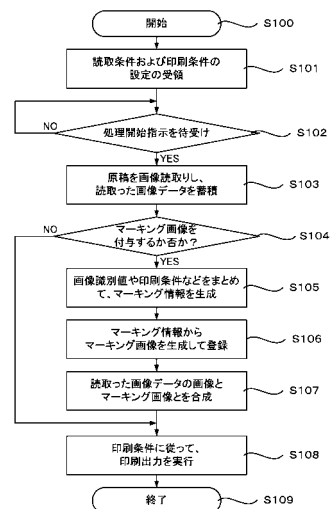 開始
S100
読取条件および印刷条件の
設定の受領
S101
NO
処理開始指示を待受け
S102
YES
原稿を画像読取りし、
読取った画像データを蓄積
S103
NO
マーキング画像を
付与するか否か?
S104
YES
画像識別値や印刷条件などをまとめ
て、マーキング情報を生成
S105
マーキング情報から
マーキング画像を生成して登録
S106
読取った画像データの画像と
マーキング画像とを合成
S107
印刷条件に従って、
印刷出力を実行
S108
終了
S109